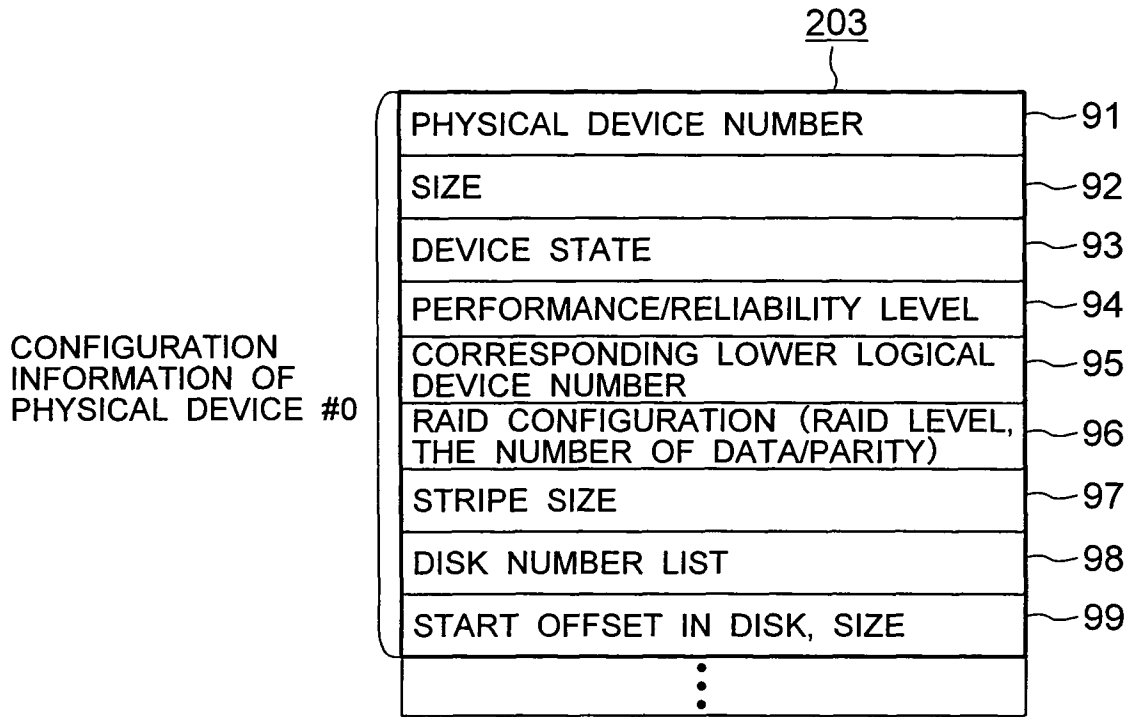 203
PHYSICAL DEVICE NUMBER
91
SIZE
92
DEVICE STATE
93
PERFORMANCE/RELIABILITY LEVEL
94
CORRESPONDING LOWER LOGICAL
DEVICE NUMBER
95
RAID CONFIGURATION (RAID LEVEL,
THE NUMBER OF DATA/PARITY)
96
STRIPE SIZE
97
DISK NUMBER LIST
98
START OFFSET IN DISK, SIZE
99
CONFIGURATION
INFORMATION OF
PHYSICAL DEVICE #0